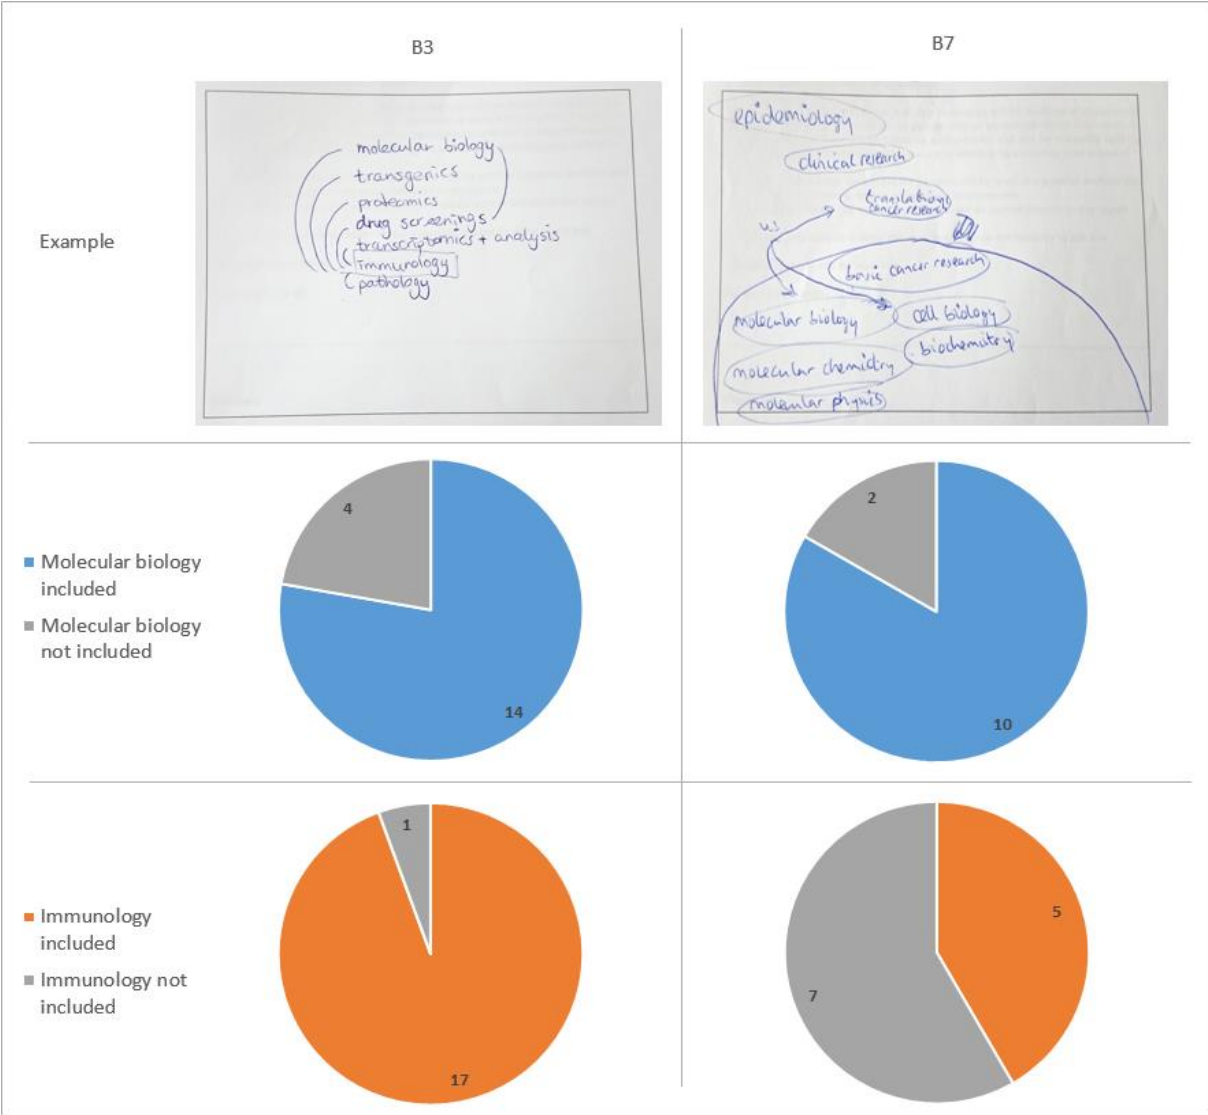 B3
B7
Example
molecular biology
transgenics
proteomics
drug screenings
transcriptomics + analysis
immunology
pathology
epidemiology
clinical research
translational
cancer research
us
basic cancer research
molecular biology
cell biology
biochemistry
molecular chemistry
molecular physics
4
2
Molecular biology
included
Molecular biology
not included
14
10
1
Immunology
included
Immunology not
included
5
7
17